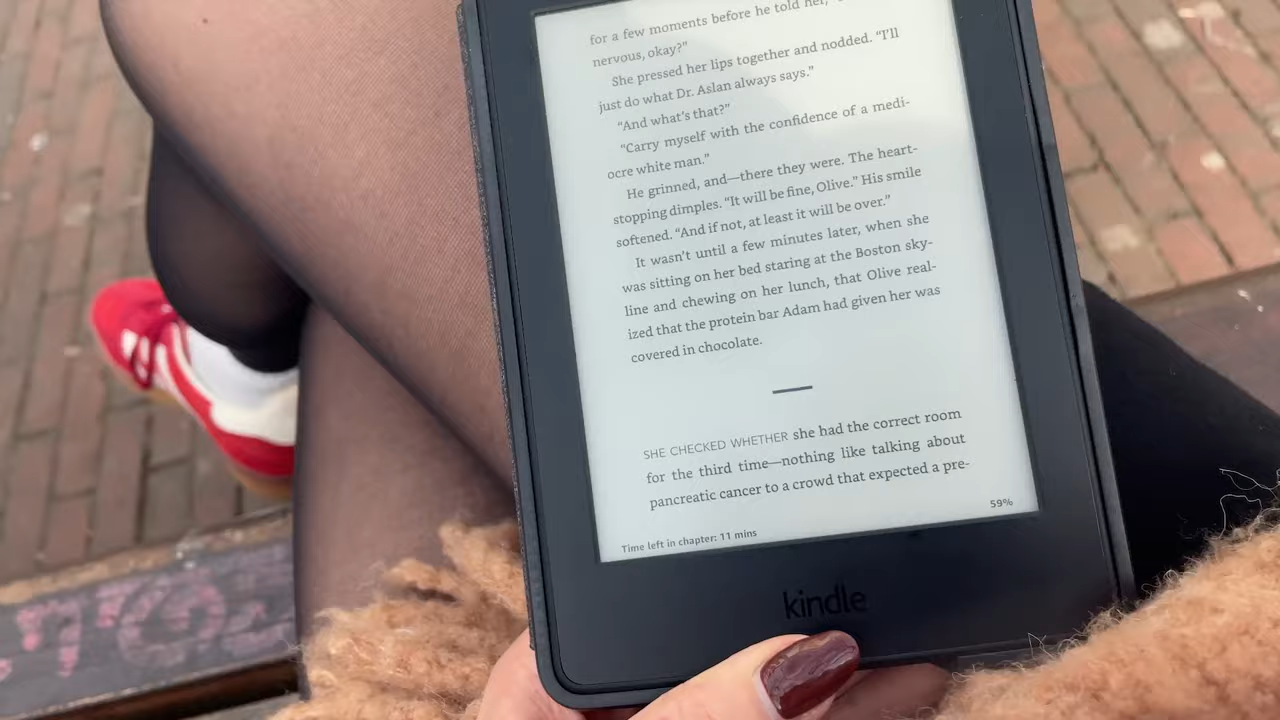 for a few moments before he told her,
nervous, okay?”
She pressed her lips together and nodded. “I’ll
just do what Dr. Aslan always says.”
“And what’s that?”
“Carry myself with the confidence of a medi-
ocre white man.”
He grinned, and—there they were. The heart-
stopping dimples. “It will be fine, Olive.” His smile
softened. “And if not, at least it will be over.”
It wasn’t until a few minutes later, when she
was sitting on her bed staring at the Boston sky-
line and chewing on her lunch, that Olive real-
ized that the protein bar Adam had given her was
covered in chocolate.
SHE CHECKED WHETHER she had the correct room
for the third time—nothing like talking about
pancreatic cancer to a crowd that expected a pre-
Time left in chapter: 11 mins
59%
kindle